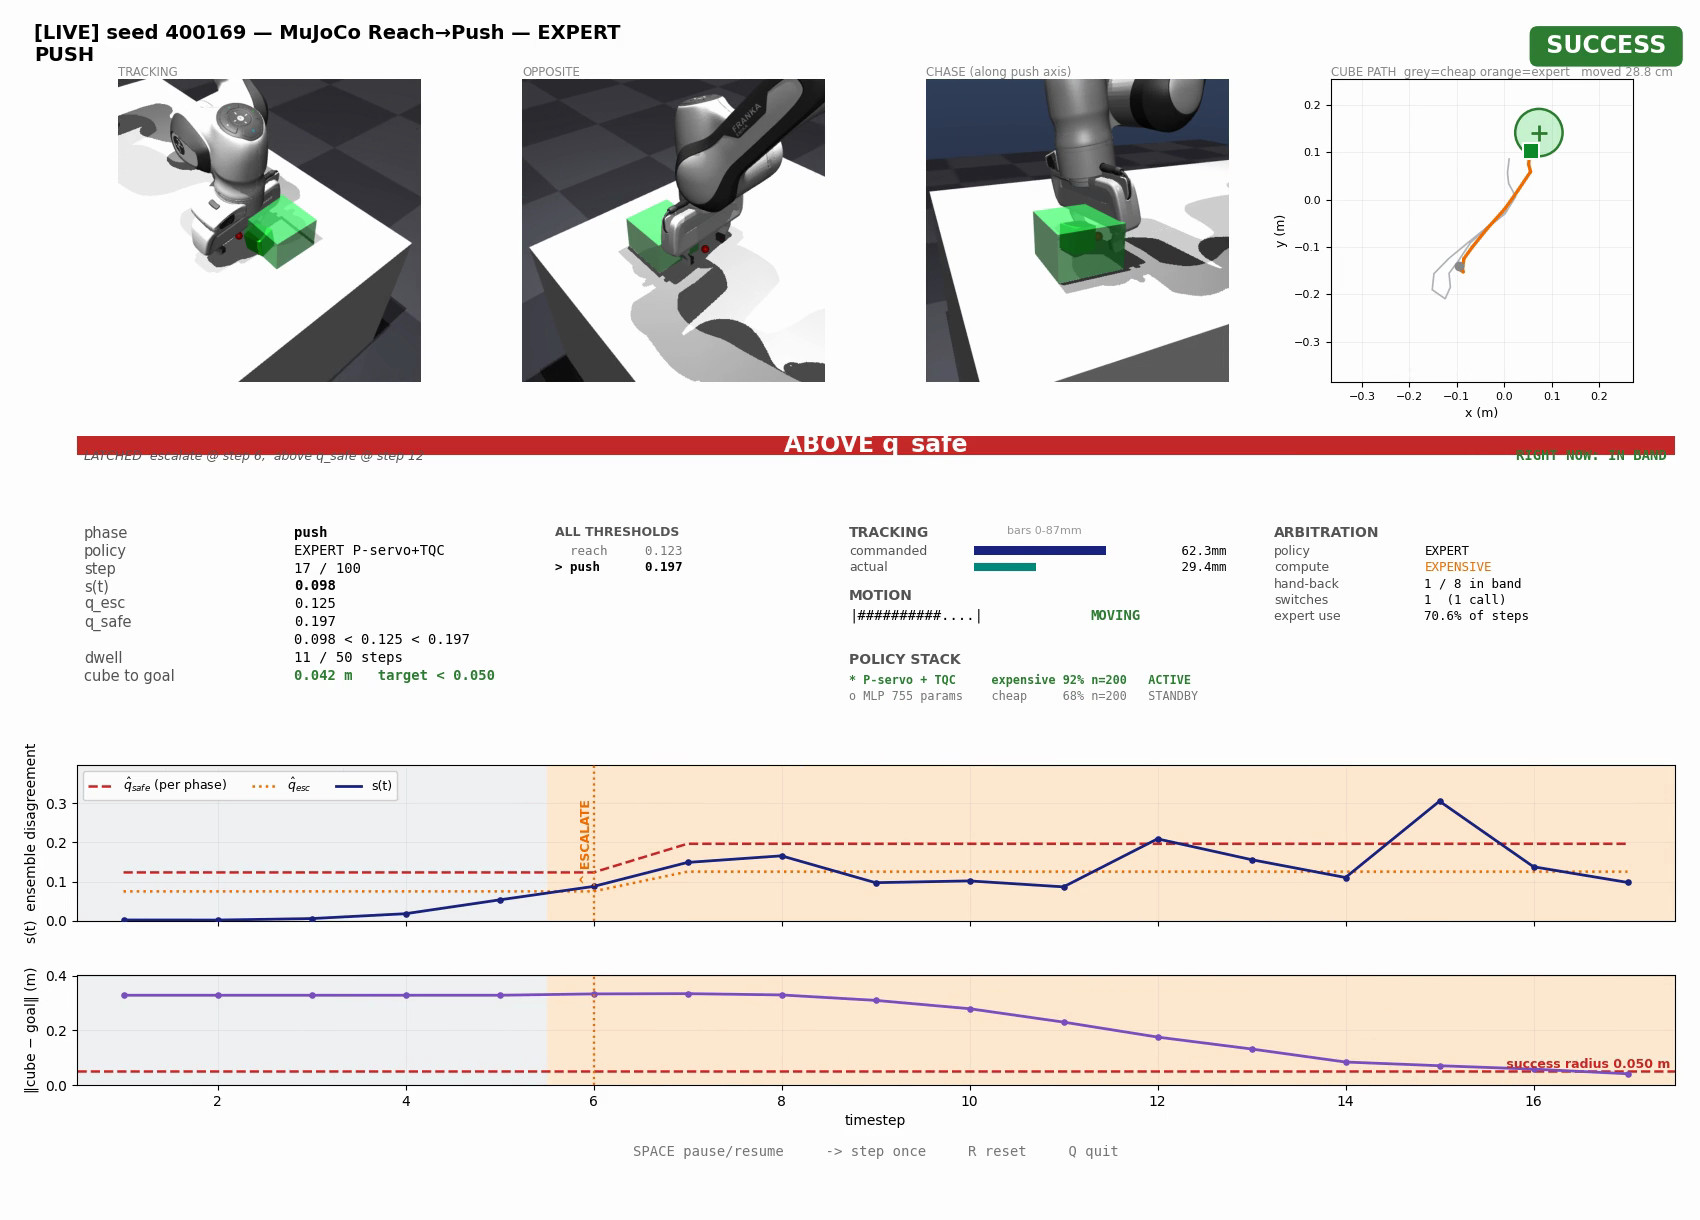 [LIVE] seed 400169 — MuJoCo Reach→Push — EXPERT
PUSH
SUCCESS
TRACKING
OPPOSITE
CHASE (along push axis)
CUBE PATH grey=cheap orange=expert moved 28.8 cm
FRANKA
0.2
0.1
0.0
−0.1
−0.2
−0.3
y (m)
−0.3 −0.2 −0.1 0.0 0.1 0.2
x (m)
ABOVE q_safe
LATCHED escalate @ step 6, above q_safe @ step 12
RIGHT NOW: IN BAND
phase push
policy EXPERT P-servo+TQC
step 17 / 100
s(t) 0.098
q_esc 0.125
q_safe 0.197
0.098 < 0.125 < 0.197
dwell 11 / 50 steps
cube to goal 0.042 m target < 0.050
ALL THRESHOLDS
reach 0.123
> push 0.197
TRACKING bars 0-87mm
commanded 62.3mm
actual 29.4mm
MOTION
|##########....| MOVING
POLICY STACK
* P-servo + TQC expensive 92% n=200 ACTIVE
o MLP 755 params cheap 68% n=200 STANDBY
ARBITRATION
policy EXPERT
compute EXPENSIVE
hand-back 1 / 8 in band
switches 1 (1 call)
expert use 70.6% of steps
s(t) ensemble disagreement
0.3
0.2
0.1
0.0
q̂safe (per phase) q̂esc s(t)
< ESCALATE
‖cube − goal‖ (m)
0.4
0.2
0.0
success radius 0.050 m
2 4 6 8 10 12 14 16
timestep
SPACE pause/resume -> step once R reset Q quit